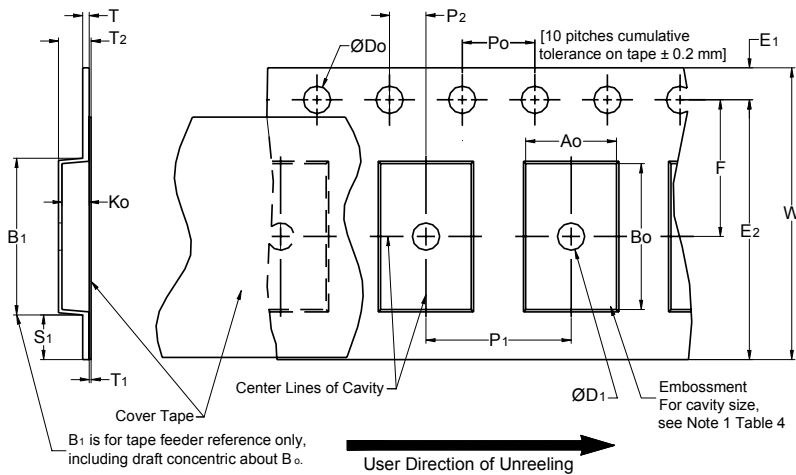 T
T2
P2
ØDo
Po
[10 pitches cumulative
tolerance on tape ± 0.2 mm]
E1
Ao
F
W
Ko
B1
Bo
E2
S1
P1
T1
Center Lines of Cavity
ØD1
Embossment
For cavity size,
see Note 1 Table 4
Cover Tape
B1 is for tape feeder reference only,
including draft concentric about Bo.
User Direction of Unreeling